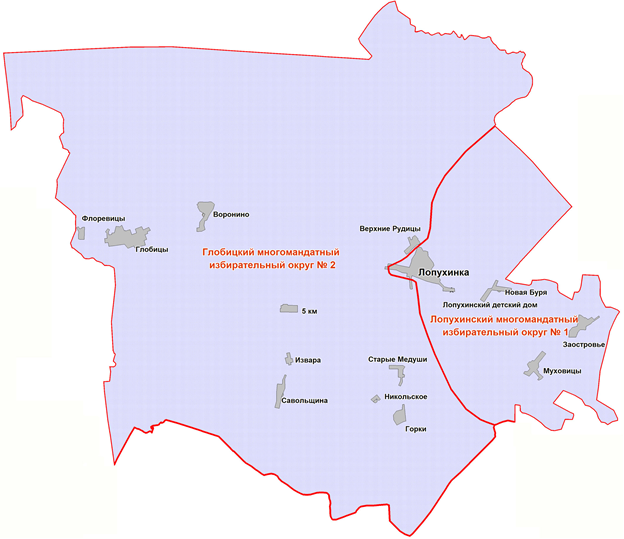 Флоревицы
Воронино
Глобицы
Верхние Рудицы
Глобицкий многомандатный
избирательный округ № 2
Лопухинка
Новая Буря
Лопухинский детский дом
5 км
Лопухинский многомандатный
избирательный округ № 1
Заостровье
Извара
Старые Медуши
Муховицы
Савольщина
Никольское
Горки